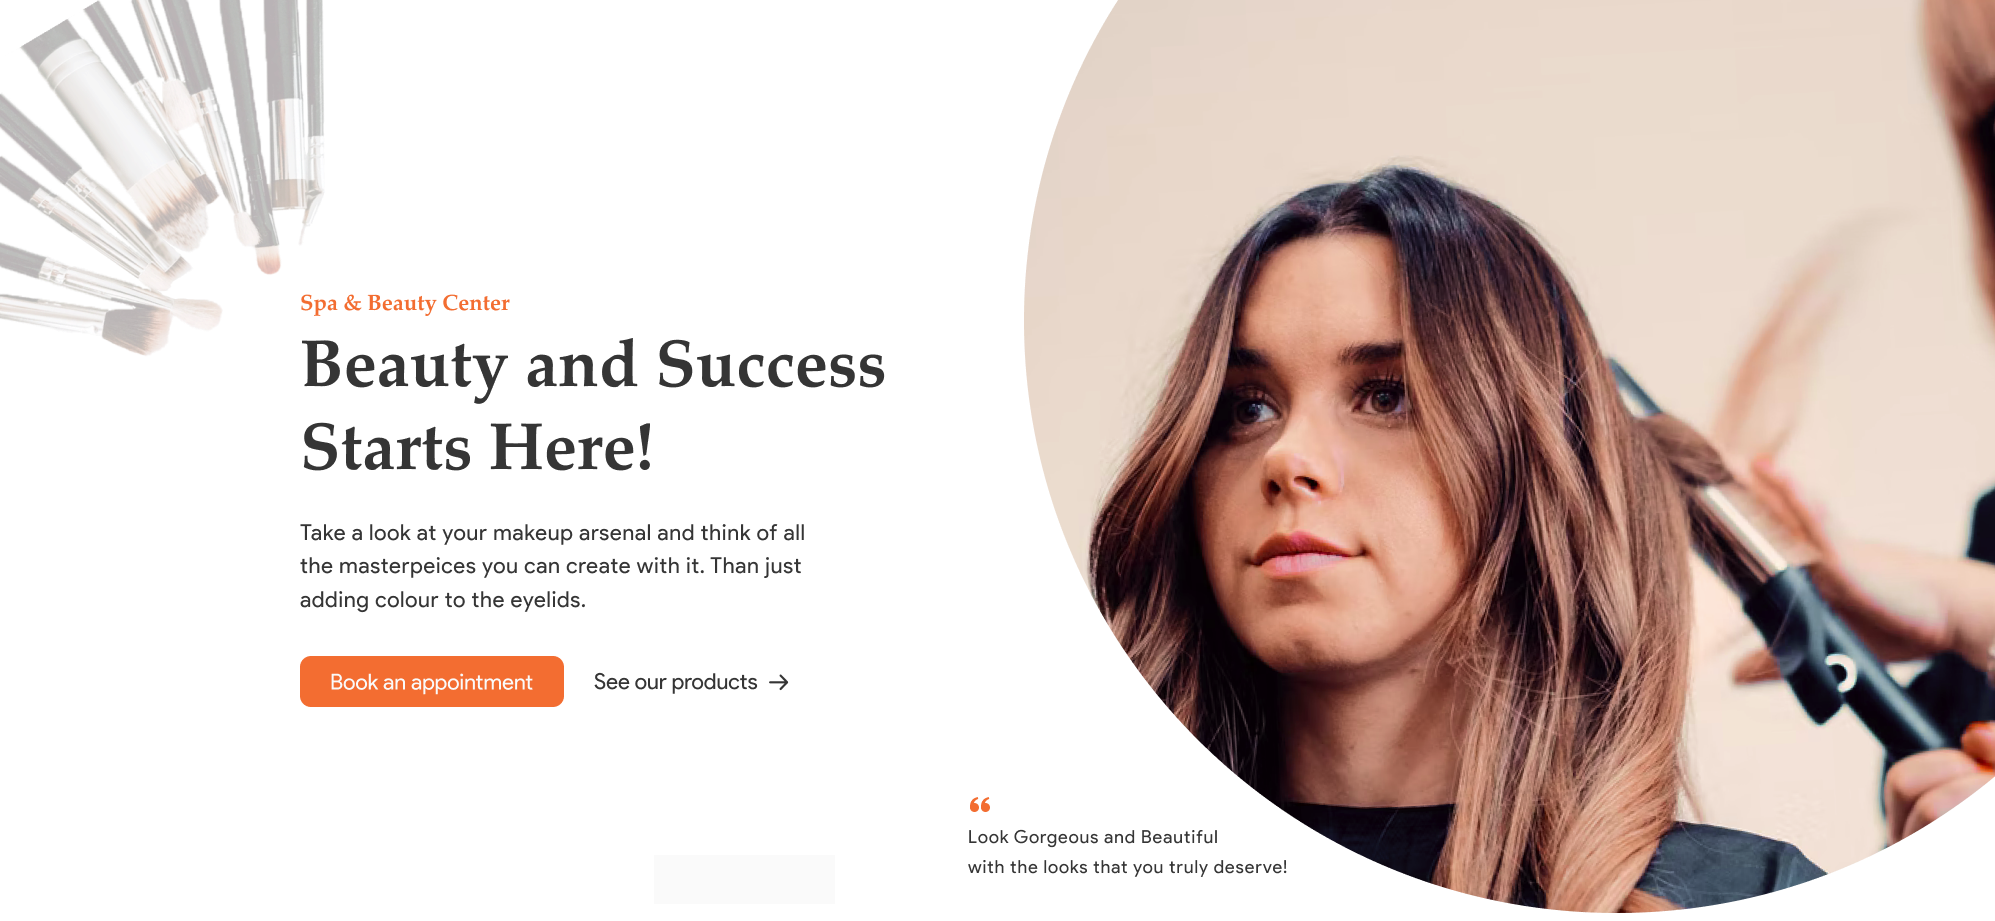 Spa & Beauty Center
Beauty and Success
Starts Here!
Take a look at your makeup arsenal and think of all
the masterpeices you can create with it. Than just
adding colour to the eyelids.
Book an appointment
See our products →
“
Look Gorgeous and Beautiful
with the looks that you truly deserve!